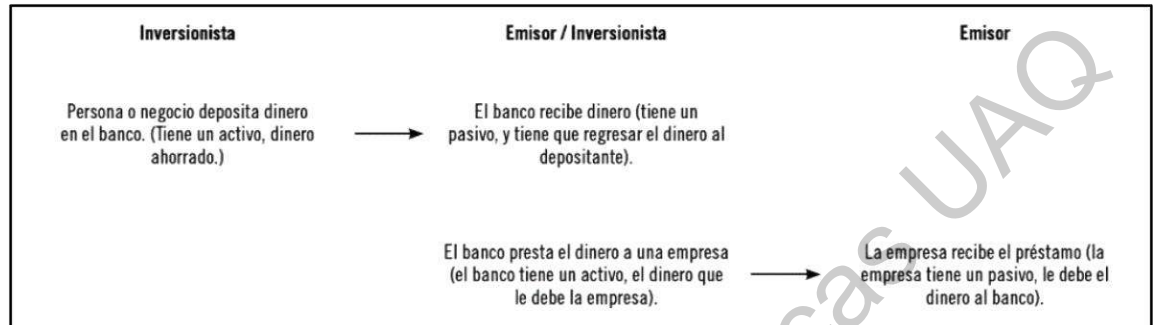 Inversionista
Emisor / Inversionista
Emisor
Persona o negocio deposita dinero
en el banco. (Tiene un activo, dinero
ahorrado.)
El banco recibe dinero (tiene un
pasivo, y tiene que regresar el dinero al
depositante).
El banco presta el dinero a una empresa
(el banco tiene un activo, el dinero que
le debe la empresa).
La empresa recibe el préstamo (la
empresa tiene un pasivo, le debe el
dinero al banco).
cas UAQ